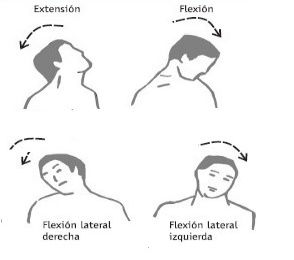 Extensión
Flexión
Flexión lateral
derecha
Flexión lateral
izquierda